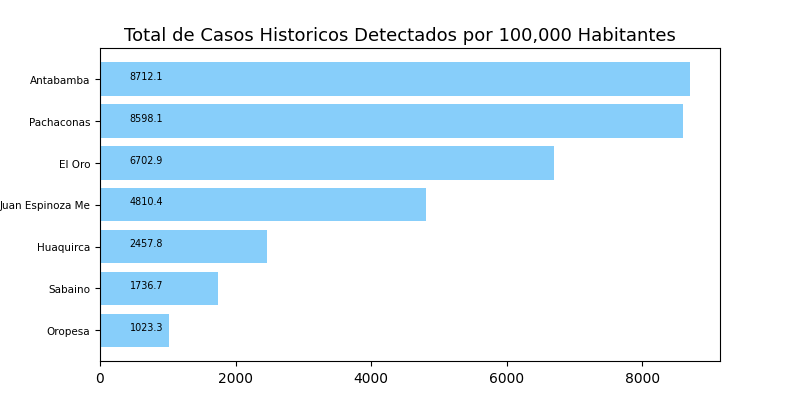 Total de Casos Historicos Detectados por 100,000 Habitantes
Antabamba 8712.1
Pachaconas 8598.1
El Oro 6702.9
Juan Espinoza Me 4810.4
Huaquirca 2457.8
Sabaino 1736.7
Oropesa 1023.3
0 2000 4000 6000 8000